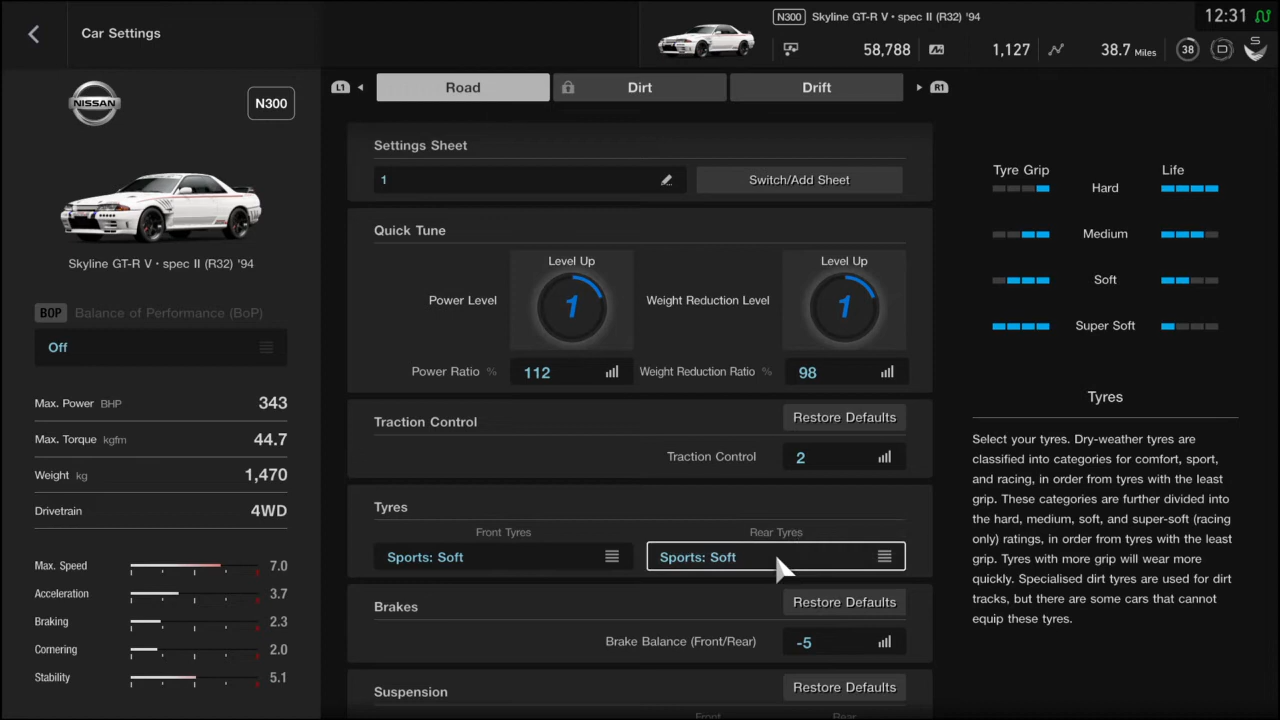 Car Settings
N300 Skyline GT-R V • spec II (R32) '94
58,788 1,127 38.7 Miles 38 D S
12:31
NISSAN
N300
Skyline GT-R V • spec II (R32) '94
BOP Balance of Performance (BoP)
Off
Max. Power BHP 343
Max. Torque kgfm 44.7
Weight kg 1,470
Drivetrain 4WD
Max. Speed 7.0
Acceleration 3.7
Braking 2.3
Cornering 2.0
Stability 5.1
L1 Road Dirt Drift R1
Settings Sheet
1 Switch/Add Sheet
Quick Tune
Level Up Level Up
Power Level 1 Weight Reduction Level 1
Power Ratio % 112 Weight Reduction Ratio % 98
Traction Control Restore Defaults
Traction Control 2
Tyres
Front Tyres Rear Tyres
Sports: Soft Sports: Soft
Brakes Restore Defaults
Brake Balance (Front/Rear) -5
Suspension Restore Defaults
Front Rear
Tyre Grip Life
Hard
Medium
Soft
Super Soft
Tyres
Select your tyres. Dry-weather tyres are
classified into categories for comfort, sport,
and racing, in order from tyres with the least
grip. These categories are further divided into
the hard, medium, soft, and super-soft (racing
only) ratings, in order from tyres with the least
grip. Tyres with more grip will wear more
quickly. Specialised dirt tyres are used for dirt
tracks, but there are some cars that cannot
equip these tyres.